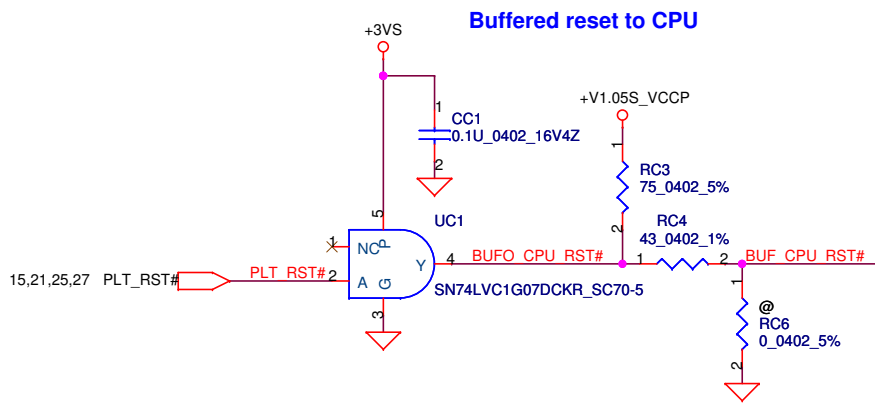 Buffered reset to CPU
+3VS
+V1.05S_VCCP
1
CC1
0.1U_0402_16V4Z
2
1
RC3
75_0402_5%
2
RC4
43_0402_1%
5
UC1
1
NC
P
4
BUFO_CPU_RST#
1
2
BUF_CPU_RST#
15,21,25,27
PLT_RST#
PLT_RST#
2
A
Y
G
SN74LVC1G07DCKR_SC70-5
3
1
@
RC6
0_0402_5%
2